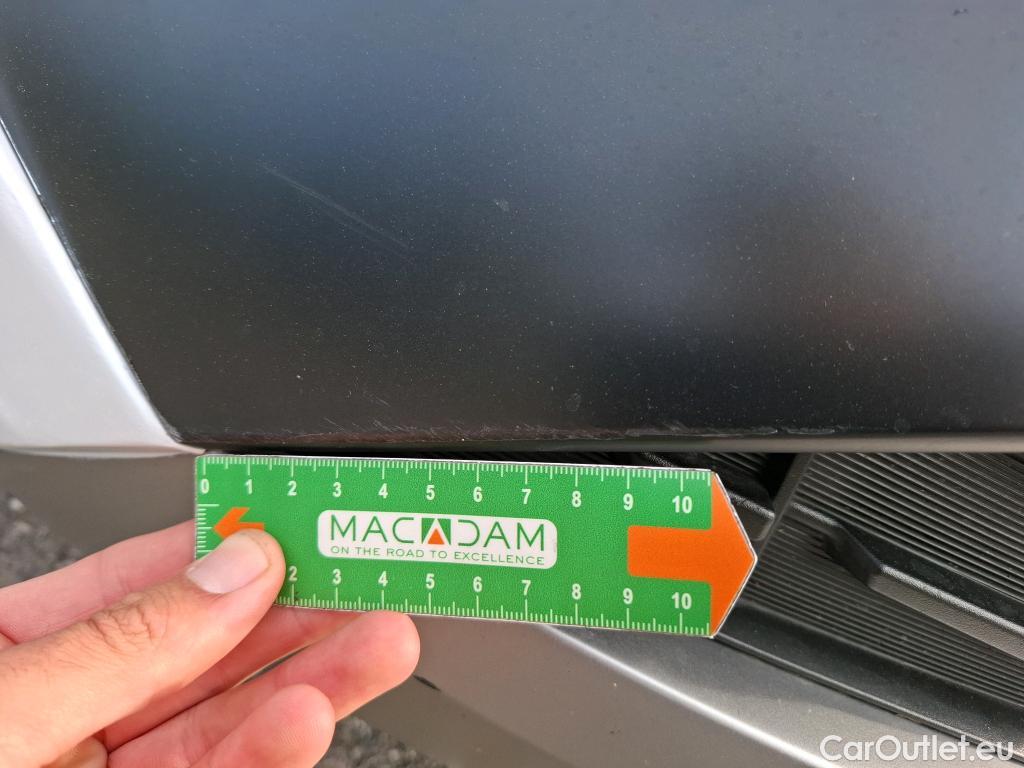 0 1 2 3 4 5 6 7 8 9 10
MACADAM
ON THE ROAD TO EXCELLENCE
2 3 4 5 6 7 8 9 10
CarOutlet.eu